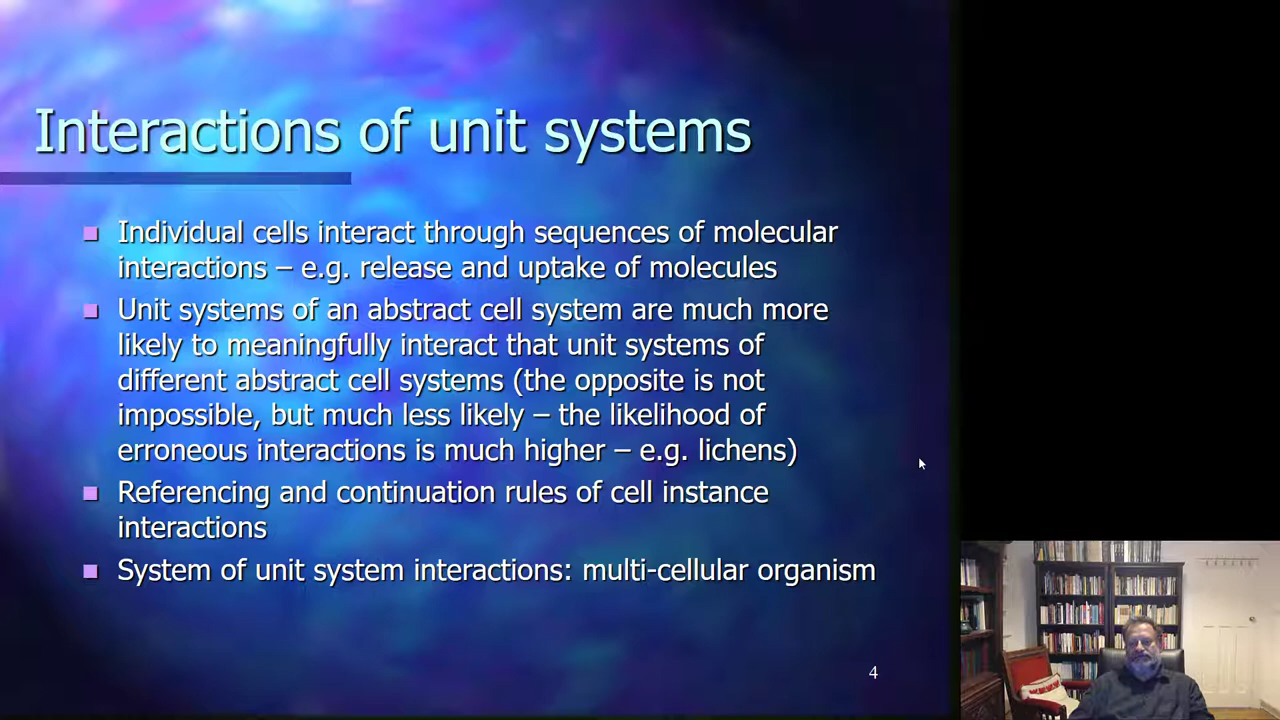 Interactions of unit systems
Individual cells interact through sequences of molecular
interactions – e.g. release and uptake of molecules
Unit systems of an abstract cell system are much more
likely to meaningfully interact that unit systems of
different abstract cell systems (the opposite is not
impossible, but much less likely – the likelihood of
erroneous interactions is much higher – e.g. lichens)
Referencing and continuation rules of cell instance
interactions
System of unit system interactions: multi-cellular organism
4